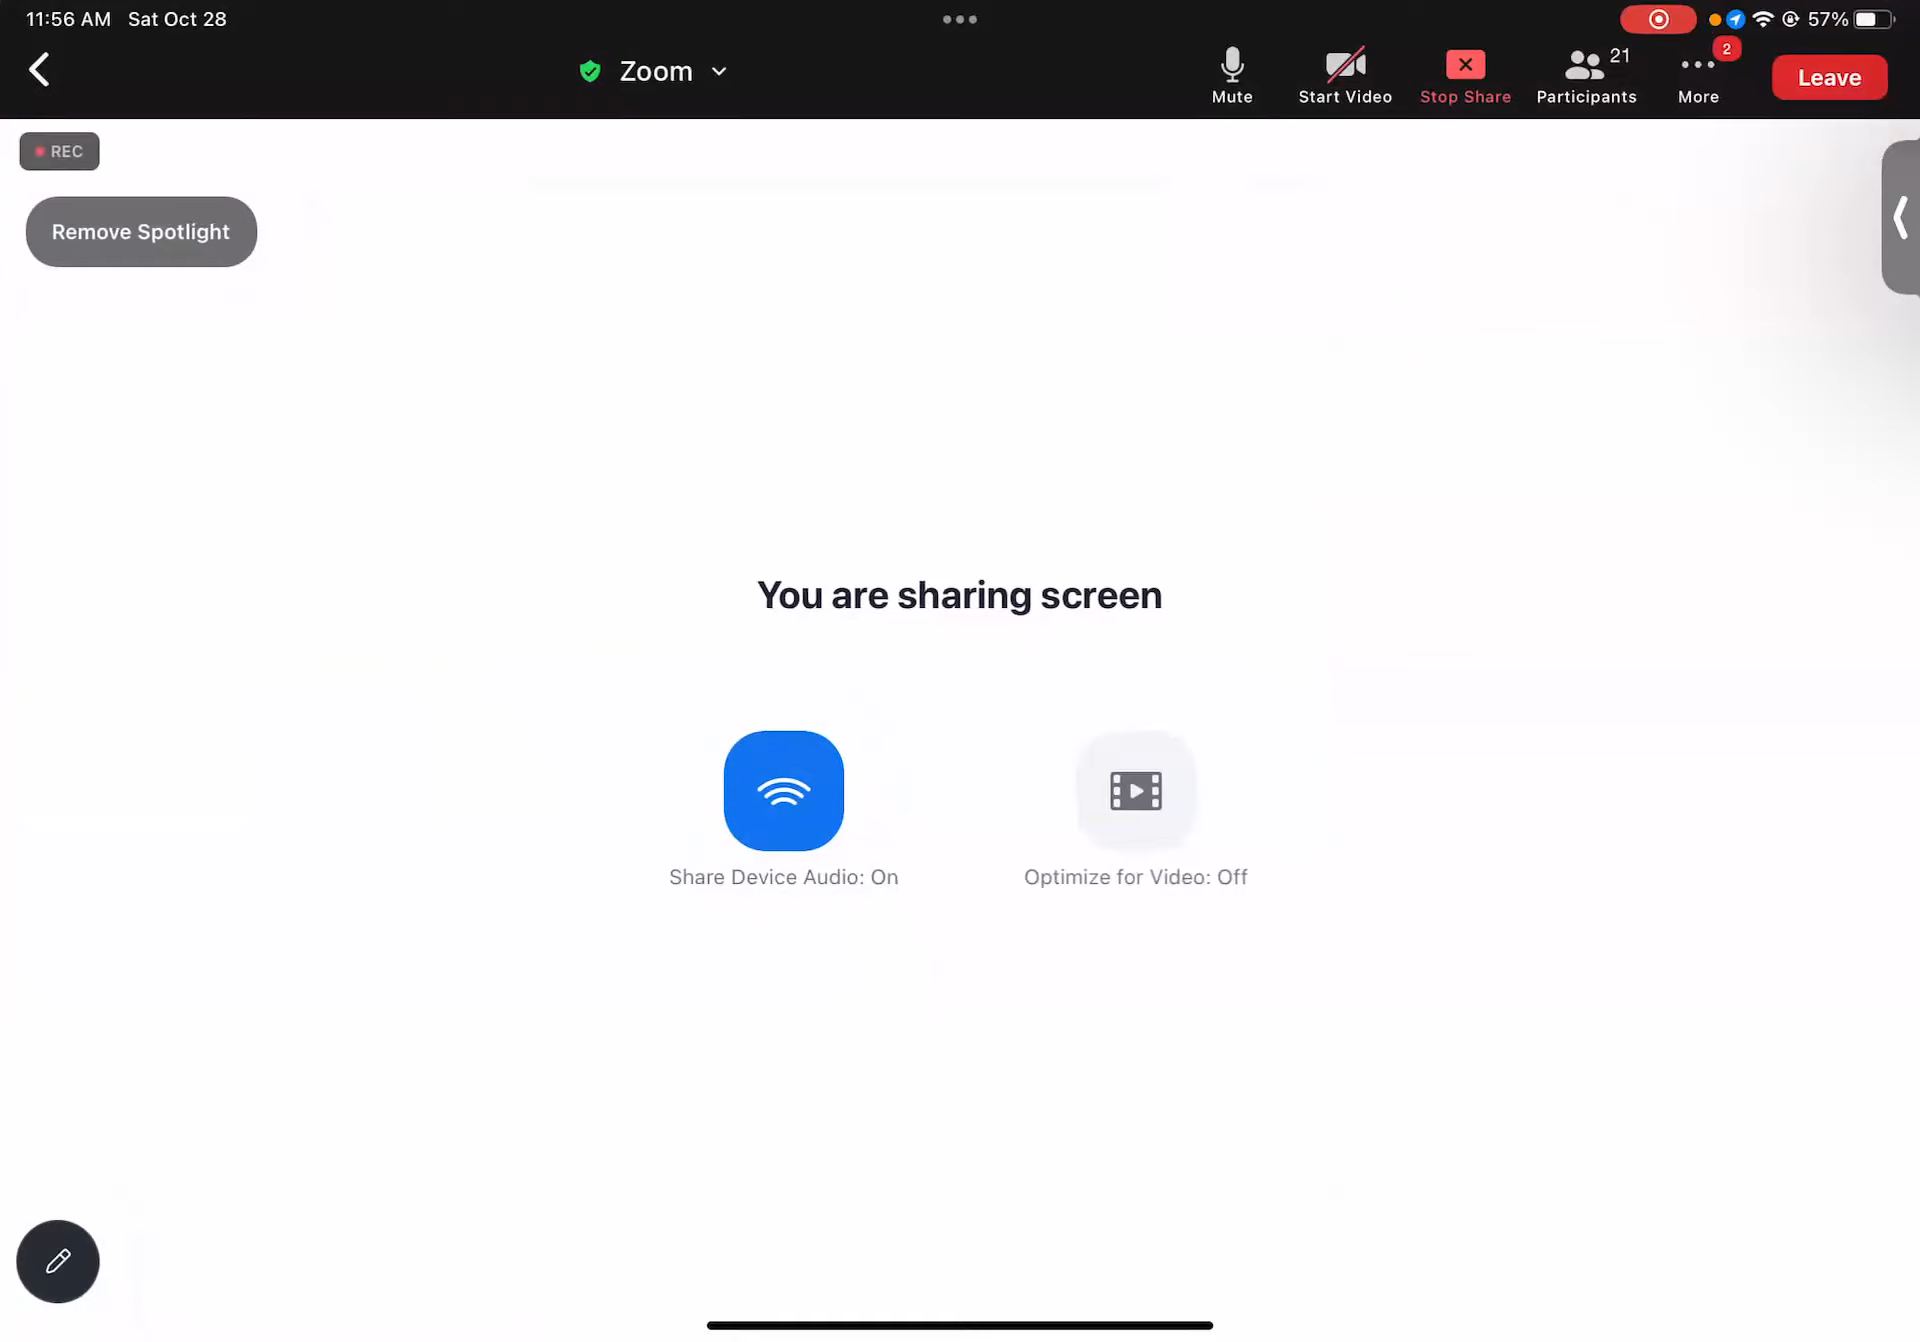 11:56 AM Sat Oct 28
57%
Zoom
Mute
Start Video
Stop Share
21
Participants
2
More
Leave
REC
Remove Spotlight
You are sharing screen
Share Device Audio: On
Optimize for Video: Off